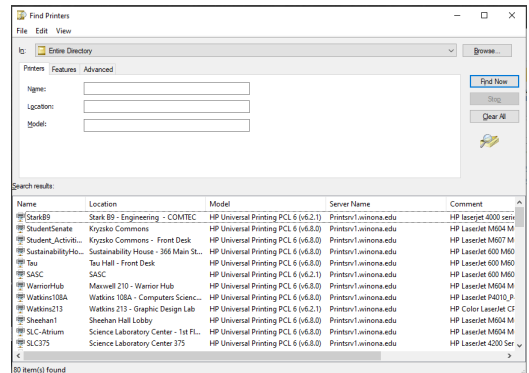 Find Printers
File Edit View
In: Entire Directory Browse...
Printers Features Advanced
Find Now
Name:
Stop
Location:
Clear All
Model:
Search results:
Name Location Model Server Name Comment
StarkB9 Stark B9 - Engineering - COMTEC HP Universal Printing PCL 6 (v6.2.1) Printsrv1.winona.edu HP laserjet 4000 serie
StudentSenate Kryzsko Commons HP Universal Printing PCL 6 (v6.8.0) Printsrv1.winona.edu HP LaserJet M604 M
Student_Activiti... Kryzsko Commons - Front Desk HP Universal Printing PCL 6 (v6.8.0) Printsrv1.winona.edu HP LaserJet M607 M
SustainabilityHo... Sustainability House - 366 Main St... HP Universal Printing PCL 6 (v6.8.0) Printsrv1.winona.edu HP LaserJet 600 M60
Tau Tau Hall - Front Desk HP Universal Printing PCL 6 (v6.8.0) Printsrv1.winona.edu HP LaserJet 600 M60
SASC SASC HP Universal Printing PCL 6 (v6.2.1) Printsrv1.winona.edu HP LaserJet 600 M60
WarriorHub Maxwell 210 - Warrior Hub HP Universal Printing PCL 6 (v6.8.0) Printsrv1.winona.edu HP LaserJet M604 M
Watkins108A Watkins 108A - Computers Scienc... HP Universal Printing PCL 6 (v6.8.0) Printsrv1.winona.edu HP LaserJet P4010_P
Watkins213 Watkins 213 - Graphic Design Lab HP Universal Printing PCL 6 (v6.2.1) Printsrv1.winona.edu HP Color LaserJet CP
Sheehan1 Sheehan Hall Lobby HP Universal Printing PCL 6 (v6.8.0) Printsrv1.winona.edu HP LaserJet M604 M
SLC-Atrium Science Laboratory Center - 1st Fl... HP Universal Printing PCL 6 (v6.8.0) Printsrv1.winona.edu HP LaserJet M604 M
SLC375 Science Laboratory Center 375 HP Universal Printing PCL 6 (v6.8.0) Printsrv1.winona.edu HP LaserJet 4200 Ser
80 item(s) found